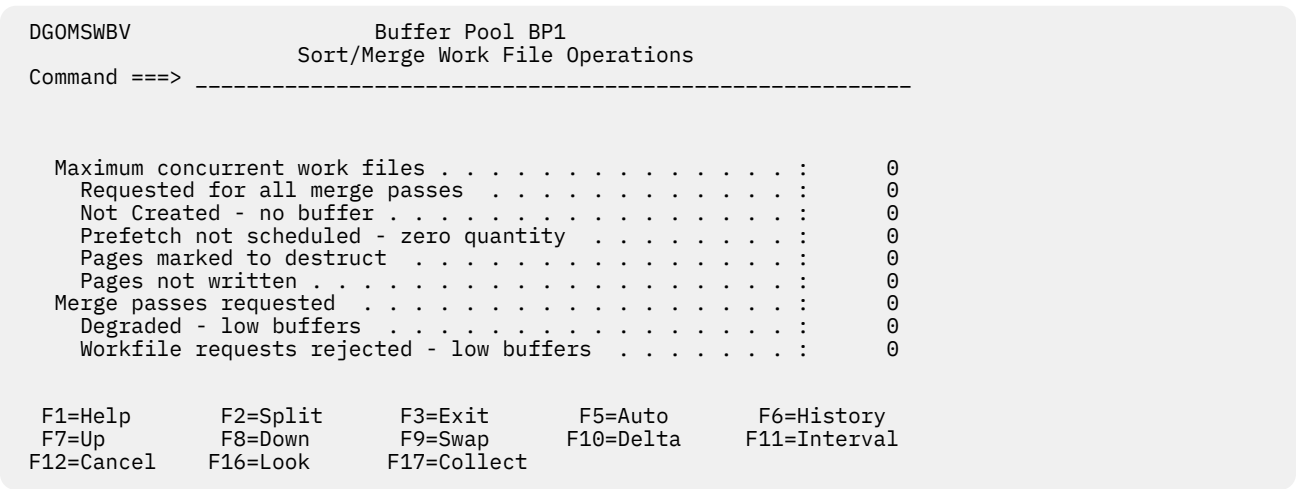 DGOMSWBV Buffer Pool BP1
Sort/Merge Work File Operations
Command ===> ________________________________________________________
Maximum concurrent work files . . . . . . . . . . . . . . : 0
Requested for all merge passes . . . . . . . . . . . . : 0
Not Created - no buffer . . . . . . . . . . . . . . . . : 0
Prefetch not scheduled - zero quantity . . . . . . . . : 0
Pages marked to destruct . . . . . . . . . . . . . . . : 0
Pages not written . . . . . . . . . . . . . . . . . . . : 0
Merge passes requested . . . . . . . . . . . . . . . . . : 0
Degraded - low buffers . . . . . . . . . . . . . . . . : 0
Workfile requests rejected - low buffers . . . . . . . : 0
F1=Help F2=Split F3=Exit F5=Auto F6=History
F7=Up F8=Down F9=Swap F10=Delta F11=Interval
F12=Cancel F16=Look F17=Collect